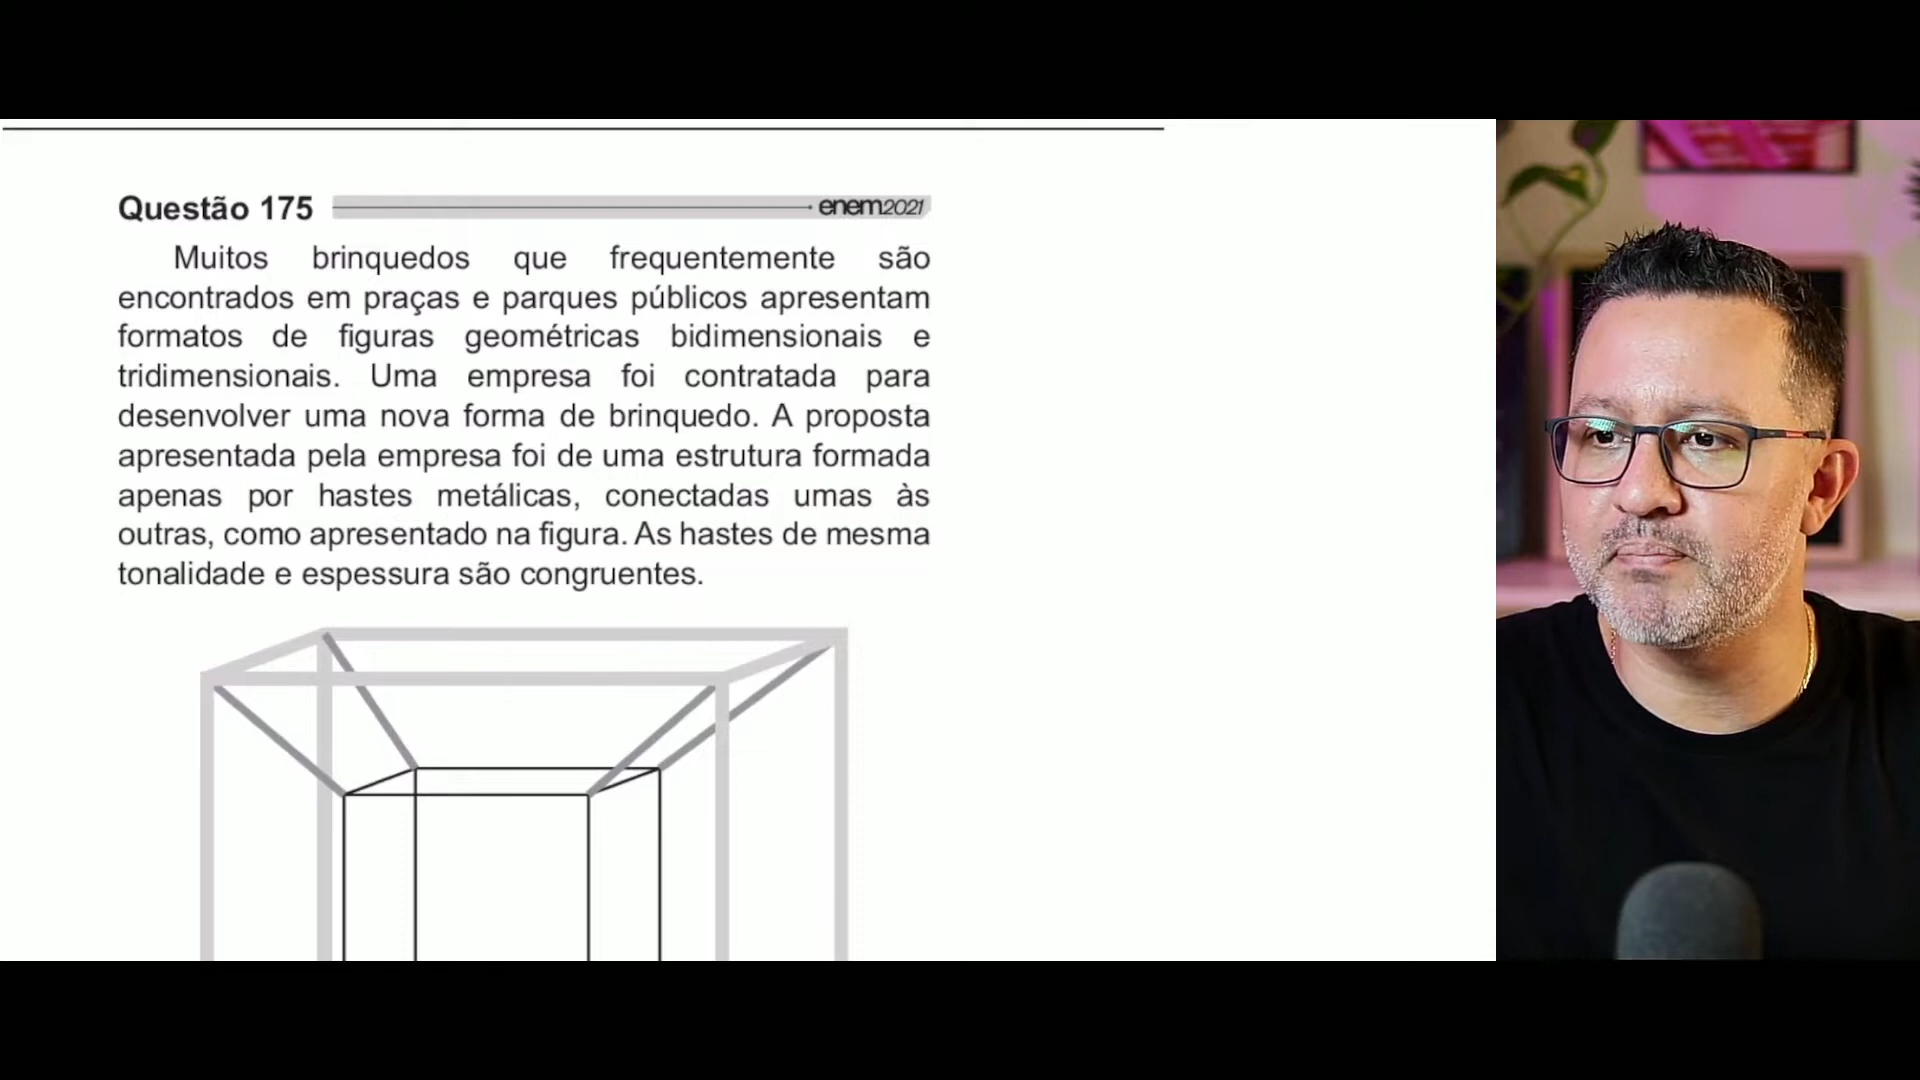 Questão 175
enem2021
Muitos brinquedos que frequentemente são
encontrados em praças e parques públicos apresentam
formatos de figuras geométricas bidimensionais e
tridimensionais. Uma empresa foi contratada para
desenvolver uma nova forma de brinquedo. A proposta
apresentada pela empresa foi de uma estrutura formada
apenas por hastes metálicas, conectadas umas às
outras, como apresentado na figura. As hastes de mesma
tonalidade e espessura são congruentes.